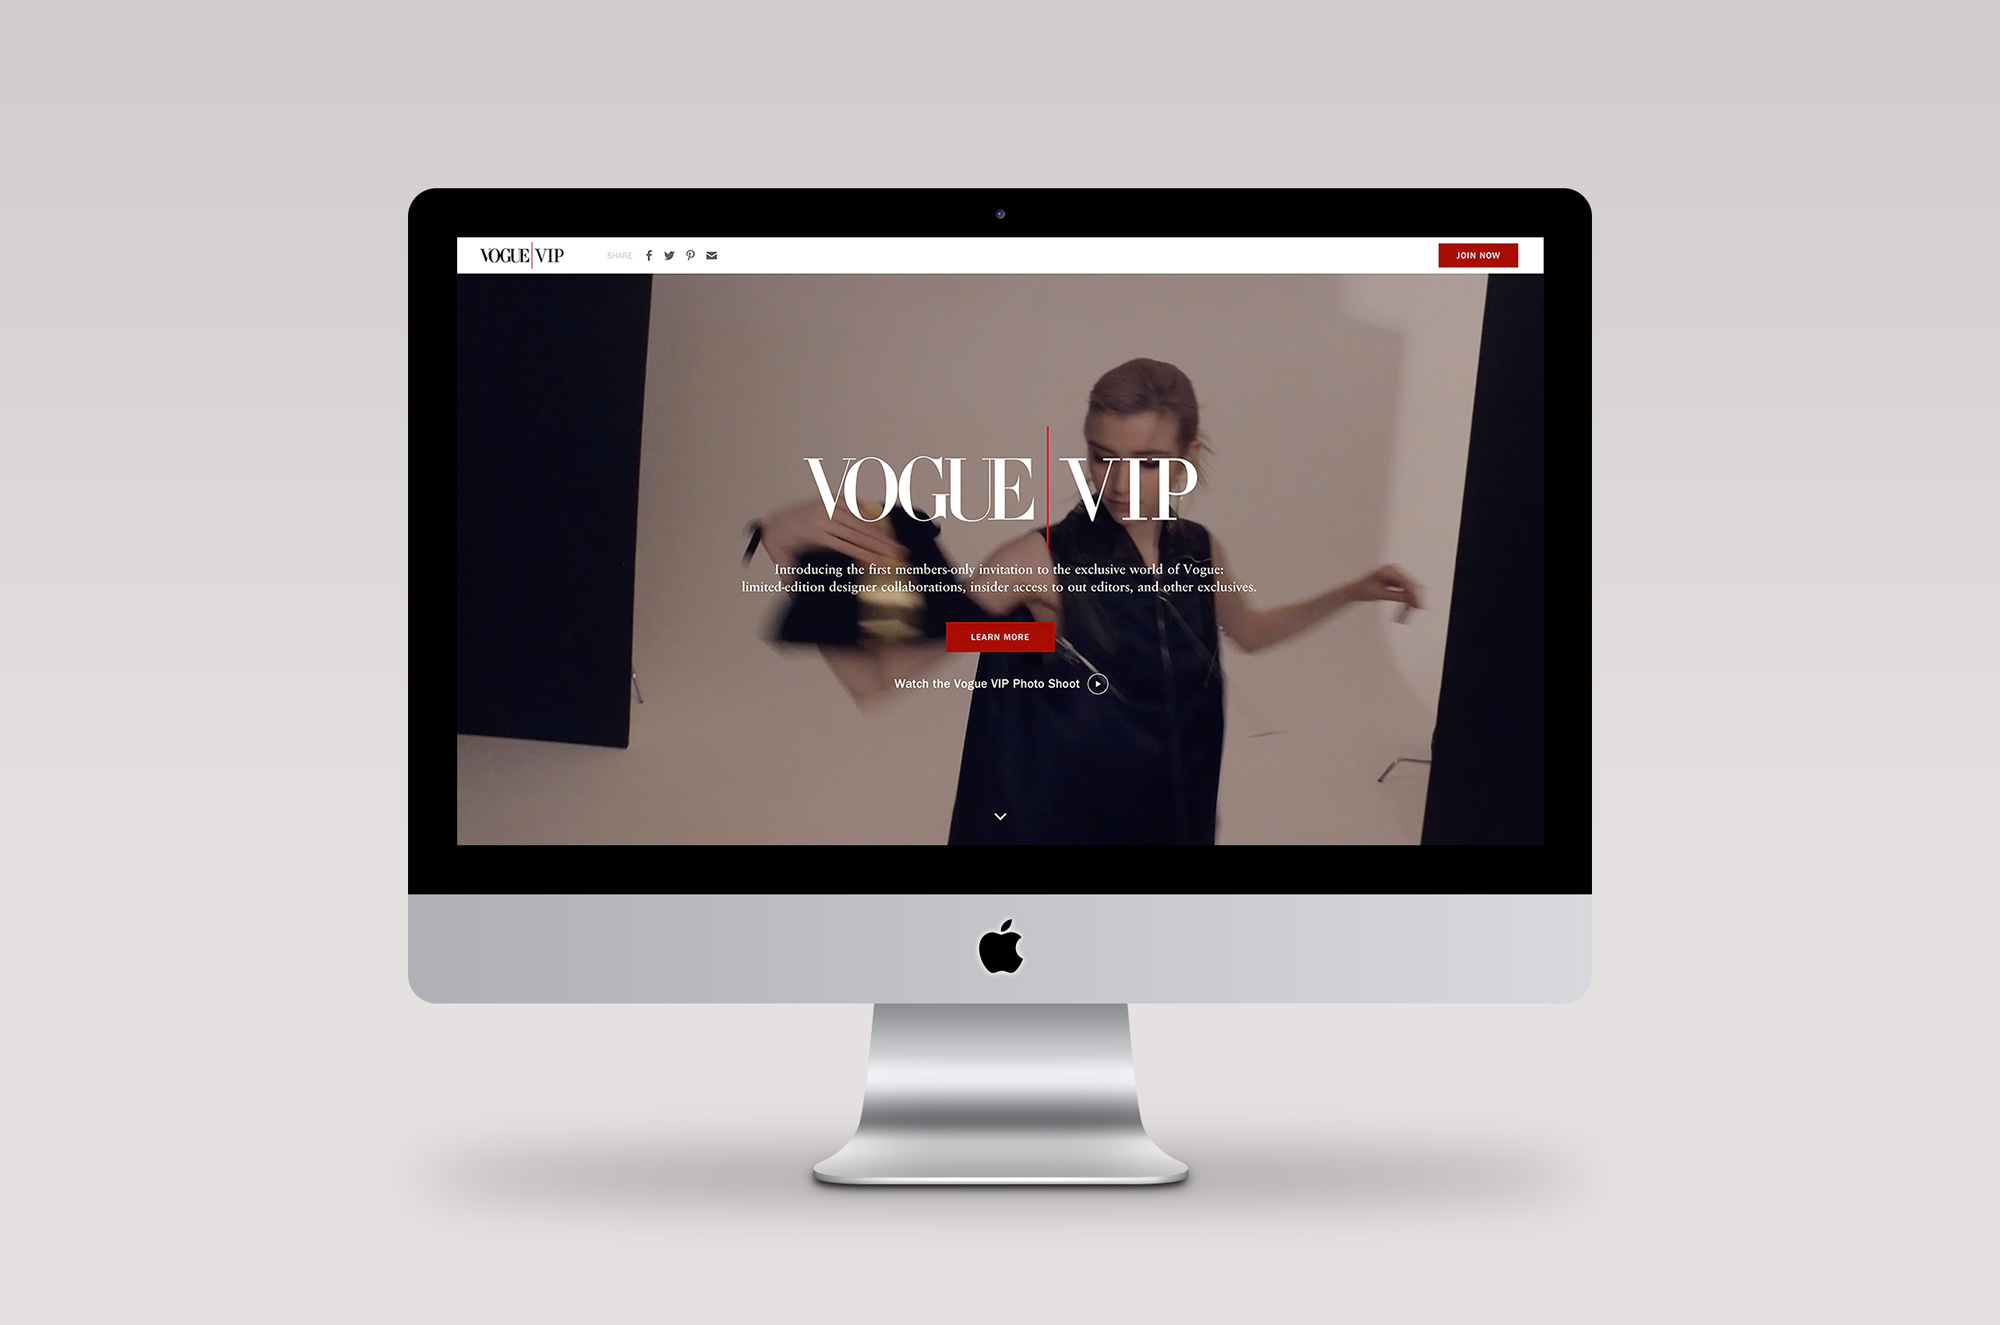 VOGUE | VIP
SHARE
JOIN NOW
VOGUE | VIP
Introducing the first members-only invitation to the exclusive world of Vogue:
limited-edition designer collaborations, insider access to out editors, and other exclusives.
LEARN MORE
Watch the Vogue VIP Photo Shoot